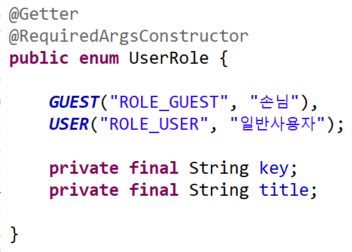 @Getter
@RequiredArgsConstructor
public enum UserRole {
GUEST("ROLE_GUEST", "손님"),
USER("ROLE_USER", "일반사용자");
private final String key;
private final String title;
}